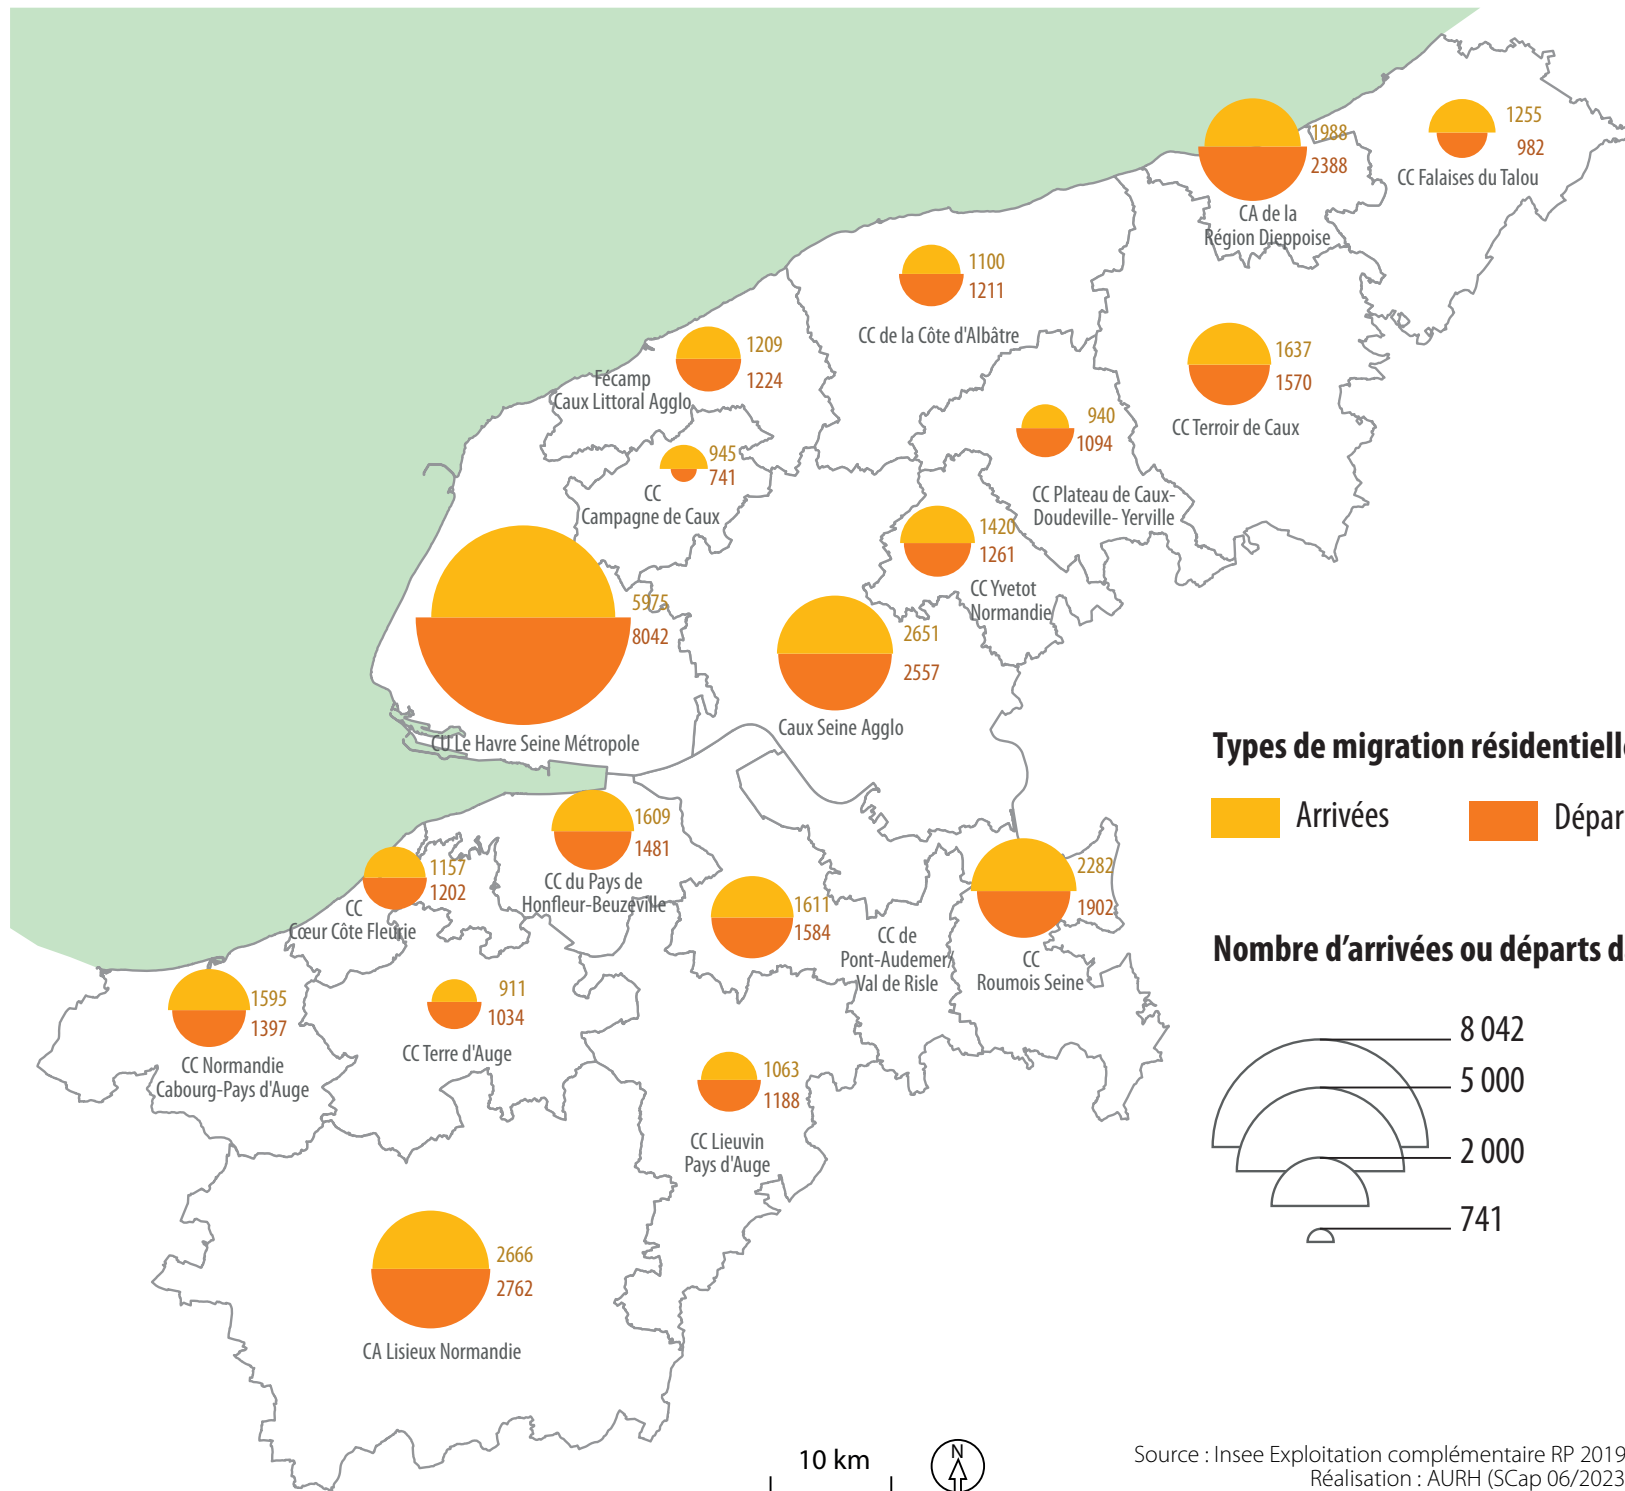 1255
982
CC Falaises du Talou
1988
2388
CA de la
Région Dieppoise
1100
1211
CC de la Côte d'Albâtre
1209
1224
Fécamp
Caux Littoral Agglo
1637
1570
CC Terroir de Caux
940
1094
CC Plateau de Caux-
Doudeville- Yerville
945
741
CC
Campagne de Caux
1420
1261
CC Yvetot
Normandie
5975
8042
CU Le Havre Seine Métropole
2651
2557
Caux Seine Agglo
Types de migration résidentielle
Arrivées
Dépar
1609
1481
CC du Pays de
Honfleur-Beuzeville
1157
1202
CC
Cœur Côte Fleurie
1611
1584
CC de
Pont-Audemer/
Val de Risle
2282
1902
CC
Roumois Seine
Nombre d'arrivées ou départs d
1595
1397
CC Normandie
Cabourg-Pays d'Auge
911
1034
CC Terre d'Auge
1063
1188
CC Lieuvin
Pays d'Auge
8 042
5 000
2 000
741
2666
2762
CA Lisieux Normandie
10 km
N
Source : Insee Exploitation complémentaire RP 2019
Réalisation : AURH (SCap 06/2023